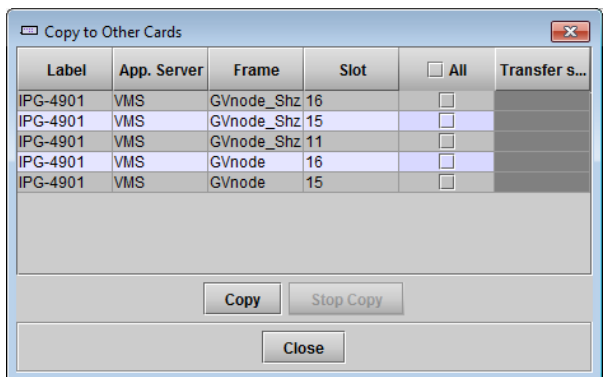 Copy to Other Cards
Label App. Server Frame Slot All Transfer s...
IPG-4901 VMS GVnode_Shz 16
IPG-4901 VMS GVnode_Shz 15
IPG-4901 VMS GVnode_Shz 11
IPG-4901 VMS GVnode 16
IPG-4901 VMS GVnode 15
Copy Stop Copy
Close